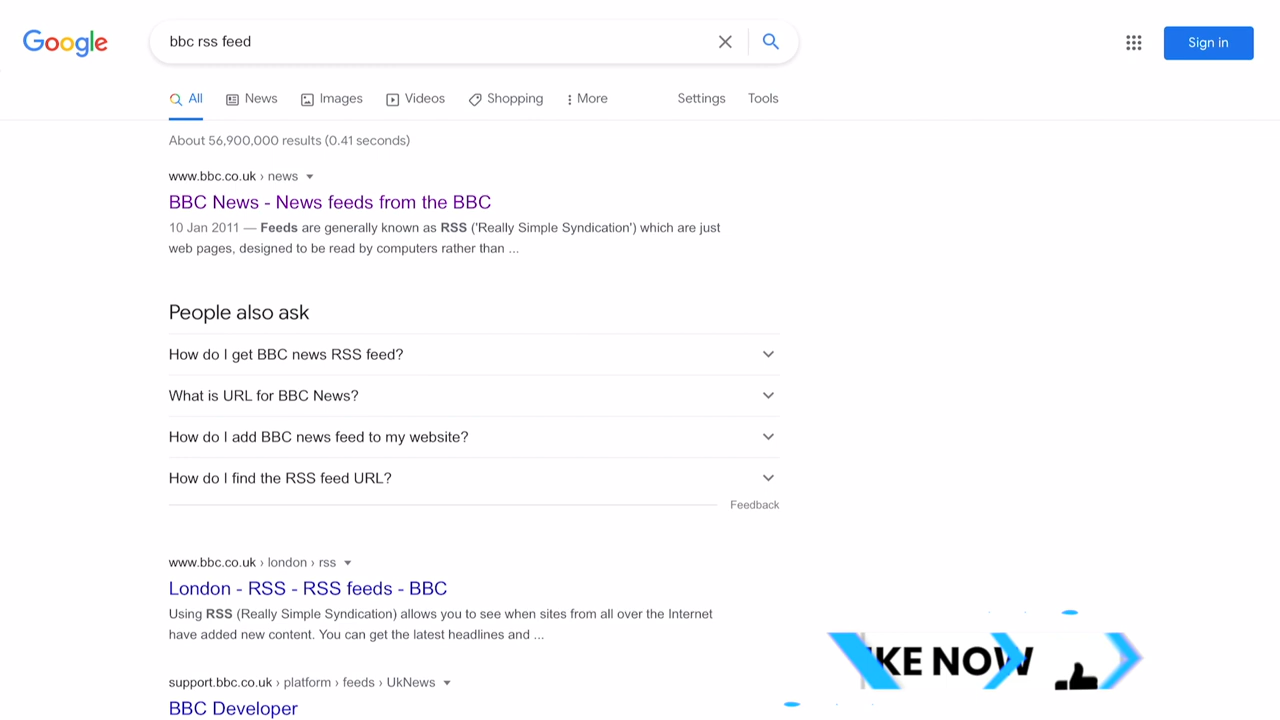 Google
bbc rss feed
Sign in
All News Images Videos Shopping More Settings Tools
About 56,900,000 results (0.41 seconds)
www.bbc.co.uk › news
BBC News - News feeds from the BBC
10 Jan 2011 — Feeds are generally known as RSS ('Really Simple Syndication') which are just
web pages, designed to be read by computers rather than ...
People also ask
How do I get BBC news RSS feed?
What is URL for BBC News?
How do I add BBC news feed to my website?
How do I find the RSS feed URL?
Feedback
www.bbc.co.uk › london › rss
London - RSS - RSS feeds - BBC
Using RSS (Really Simple Syndication) allows you to see when sites from all over the Internet
have added new content. You can get the latest headlines and ...
support.bbc.co.uk › platform › feeds › UkNews
BBC Developer
IKE NOW